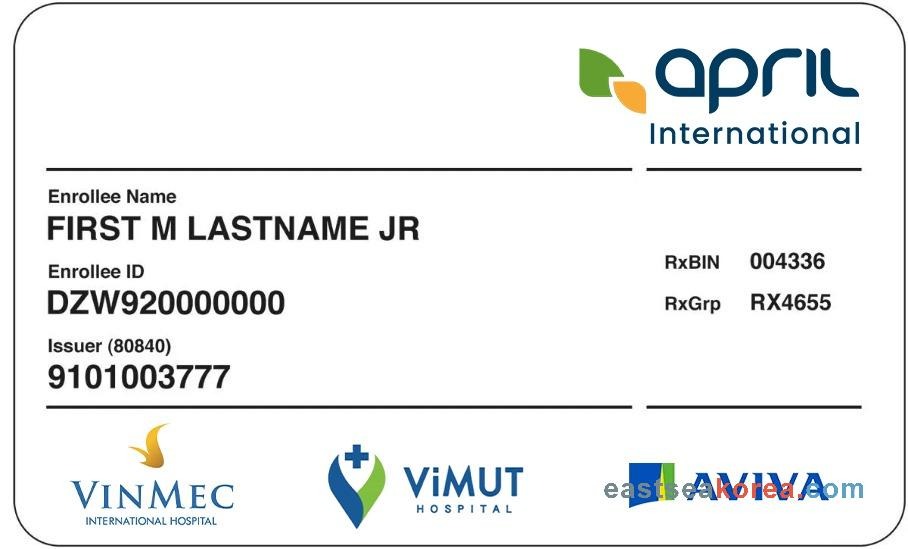 april
International
Enrollee Name
FIRST M LASTNAME JR
Enrollee ID
DZW920000000
Issuer (80840)
9101003777
RxBIN 004336
RxGrp RX4655
VINMEC
INTERNATIONAL HOSPITAL
ViMUT
HOSPITAL
AVIVA
eastseakorea.com